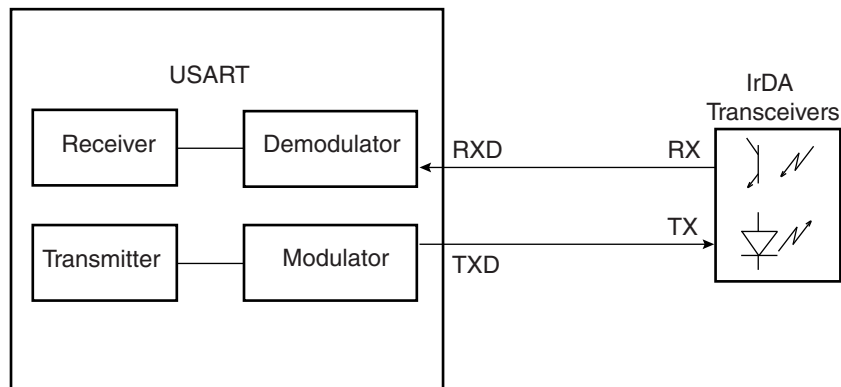 USART
IrDA
Transceivers
Receiver
Demodulator
RXD
RX
Transmitter
Modulator
TXD
TX